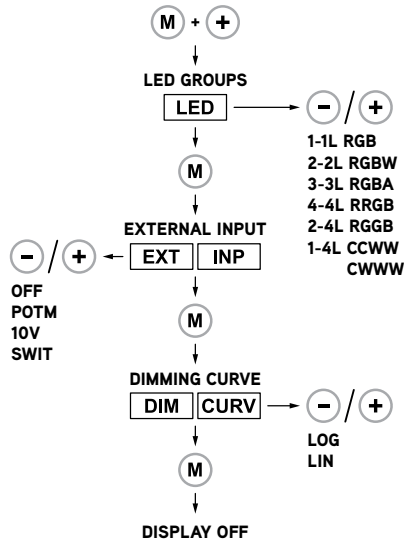 M + +
LED GROUPS
LED
- / +
1-1L RGB
2-2L RGBW
3-3L RGBA
4-4L RRGB
2-4L RGGB
1-4L CCWW
CWWW
M
EXTERNAL INPUT
- / +
EXT INP
OFF
POTM
10V
SWIT
M
DIMMING CURVE
DIM CURV
- / +
LOG
LIN
M
DISPLAY OFF